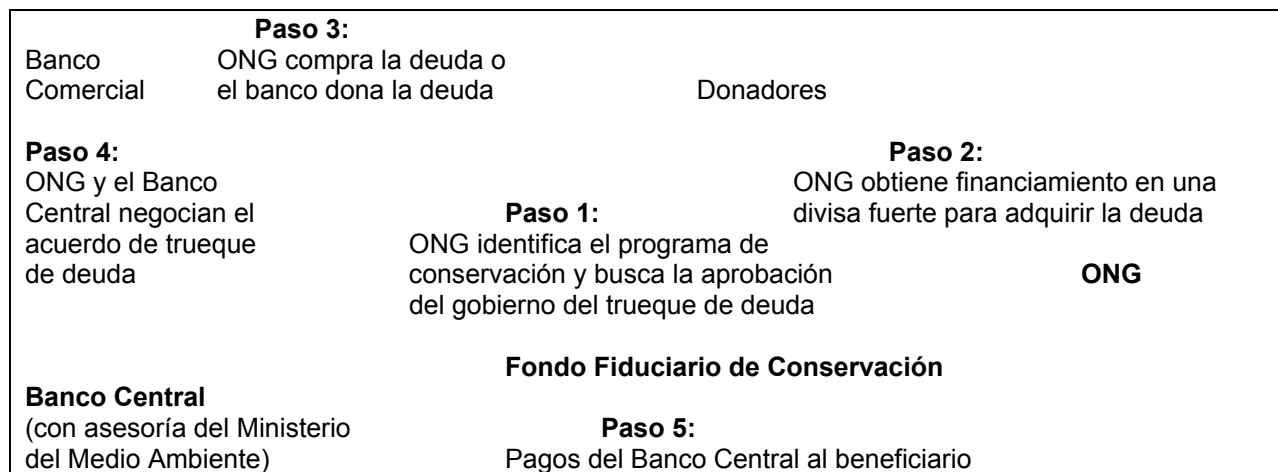 Paso 3:
Banco ONG compra la deuda o
Comercial el banco dona la deuda Donadores
Paso 4: Paso 2:
ONG y el Banco ONG obtiene financiamiento en una
Central negocian el Paso 1: divisa fuerte para adquirir la deuda
acuerdo de trueque ONG identifica el programa de
de deuda conservación y busca la aprobación ONG
del gobierno del trueque de deuda
Fondo Fiduciario de Conservación
Banco Central
(con asesoría del Ministerio Paso 5:
del Medio Ambiente) Pagos del Banco Central al beneficiario